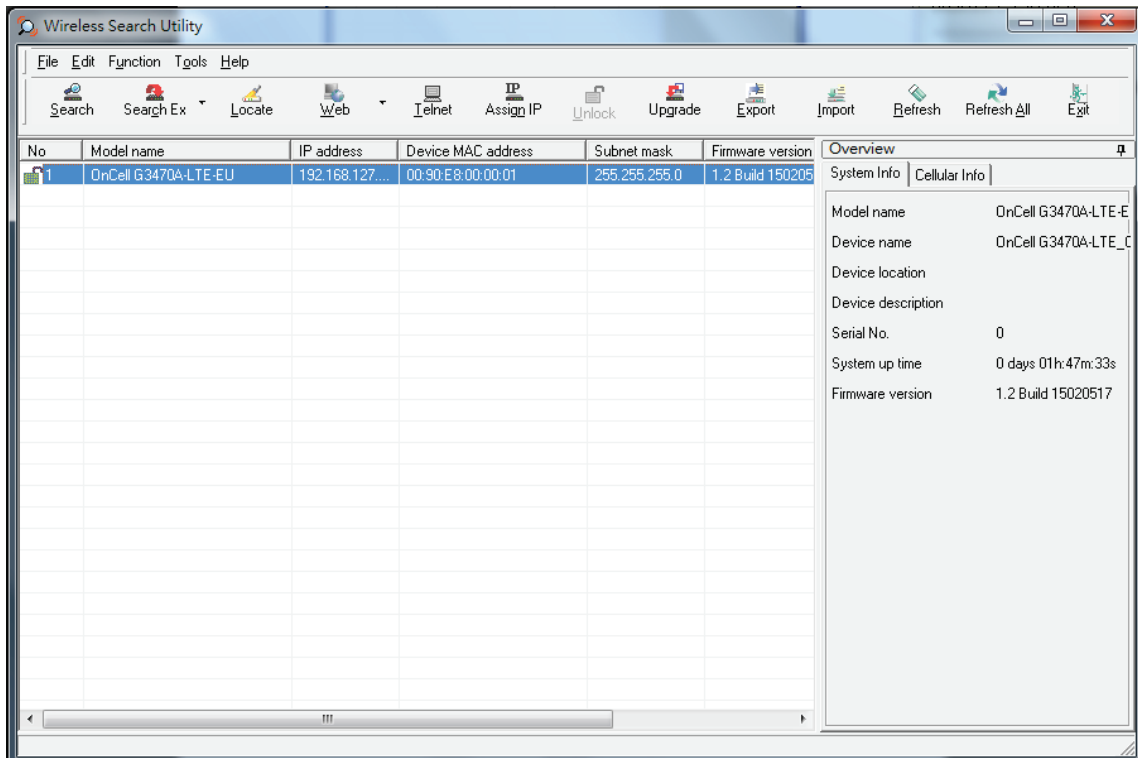 Wireless Search Utility
File Edit Function Tools Help
Search Search Ex Locate Web Telnet IP Assign IP Unlock Upgrade Export Import Refresh Refresh All Exit
No Model name IP address Device MAC address Subnet mask Firmware version
1 OnCell G3470A-LTE-EU 192.168.127.... 00:90:E8:00:00:01 255.255.255.0 1.2 Build 150205
Overview
System Info Cellular Info
Model name OnCell G3470A-LTE-E
Device name OnCell G3470A-LTE_
Device location
Device description
Serial No. 0
System up time 0 days 01h:47m:33s
Firmware version 1.2 Build 15020517